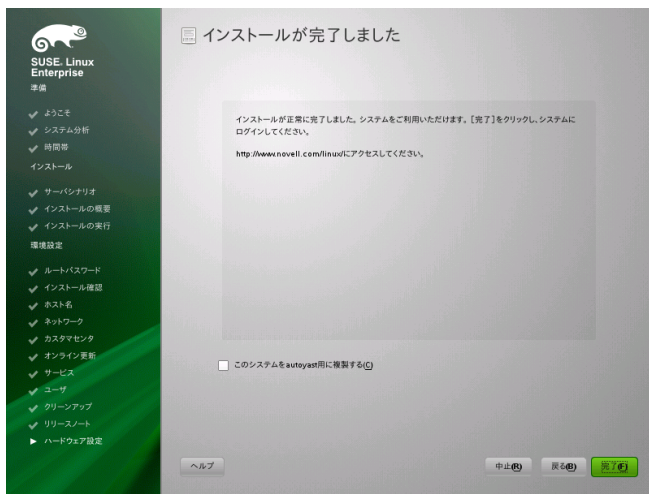 SUSE. Linux
Enterprise
準備
ようこそ
システム分析
時間帯
インストール
サーバシナリオ
インストールの概要
インストールの実行
環境設定
ルートパスワード
インストール確認
ホスト名
ネットワーク
カスタマセンタ
オンライン更新
サービス
ユーザ
クリーンアップ
リリースノート
ハードウェア設定
インストールが完了しました
インストールが正常に完了しました。システムをご利用いただけます。[完了]をクリックし、システムに
ログインしてください。
http://www.novell.com/linux/にアクセスしてください。
このシステムをautoyast用に複製する(C)
ヘルプ
中止(R)
戻る(B)
完了(F)